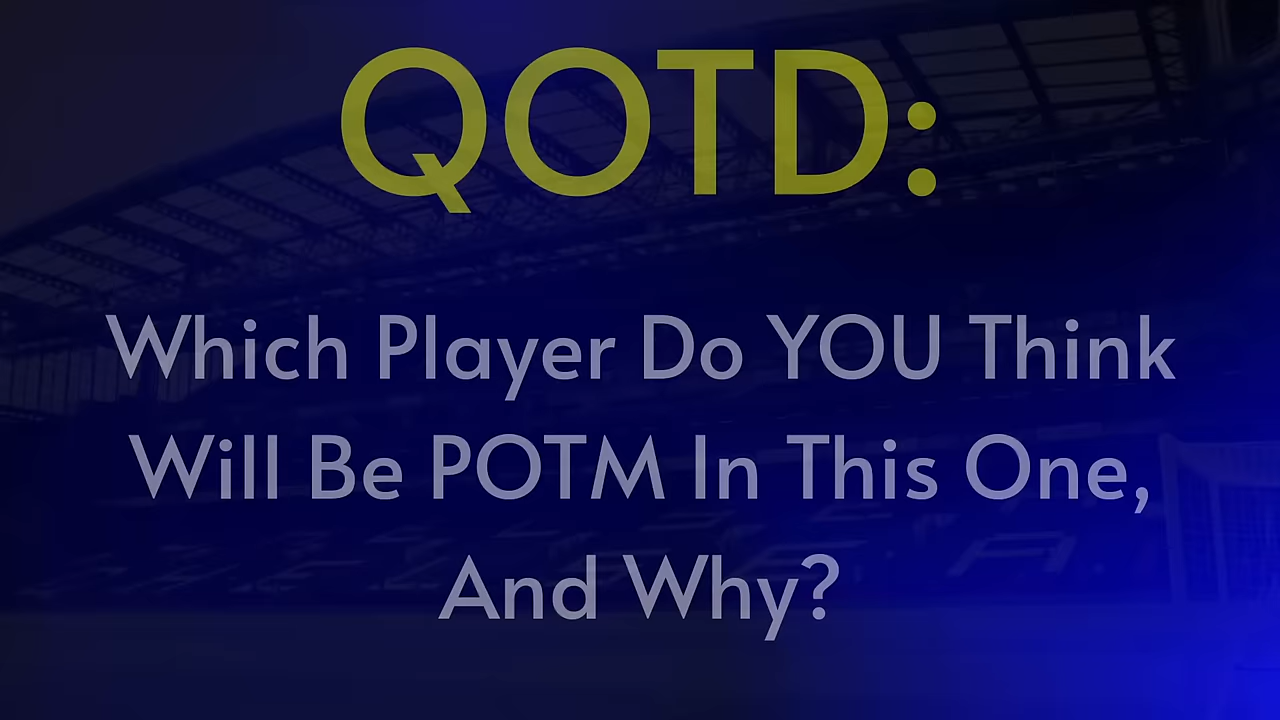 QOTD:
Which Player Do YOU Think
Will Be POTM In This One,
And Why?